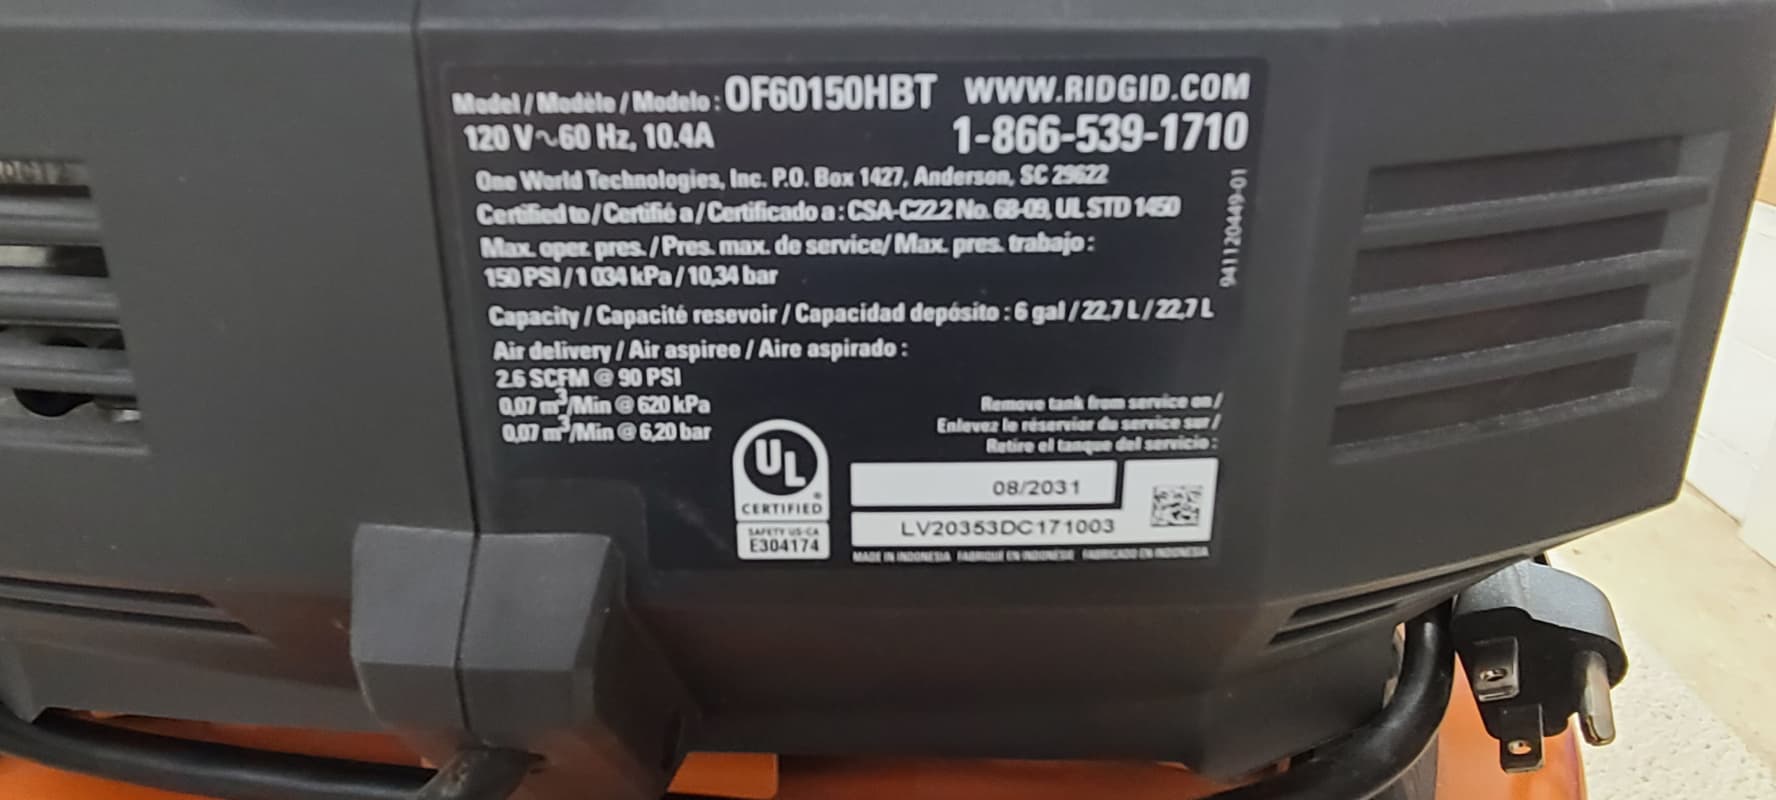 Model / Modèle / Modelo : OF60150HBT WWW.RIDGID.COM
120 V ~ 60 Hz, 10.4A 1-866-539-1710
One World Technologies, Inc. P.O. Box 1427, Anderson, SC 29622
Certified to / Certifié a / Certificado a : CSA-C22.2 No. 68-09, UL STD 1450
Max. oper. pres. / Pres. max. de service/ Max. pres. trabajo :
150 PSI / 1 034 kPa / 10,34 bar
Capacity / Capacité resevoir / Capacidad depósito : 6 gal / 22,7 L / 22,7 L
Air delivery / Air aspiree / Aire aspirado :
2.6 SCFM @ 90 PSI
0,07 m³/Min @ 620 kPa
0,07 m³/Min @ 6,20 bar
941120449-01
Remove tank from service on /
Enlevez le réservior du service sur /
Retire el tanque del servicio :
UL
®
CERTIFIED
SAFETY US-CA
E304174
08/2031
LV20353DC171003
MADE IN INDONESIA FABRIQUÉ EN INDONÉSIE FABRICADO EN INDONESIA